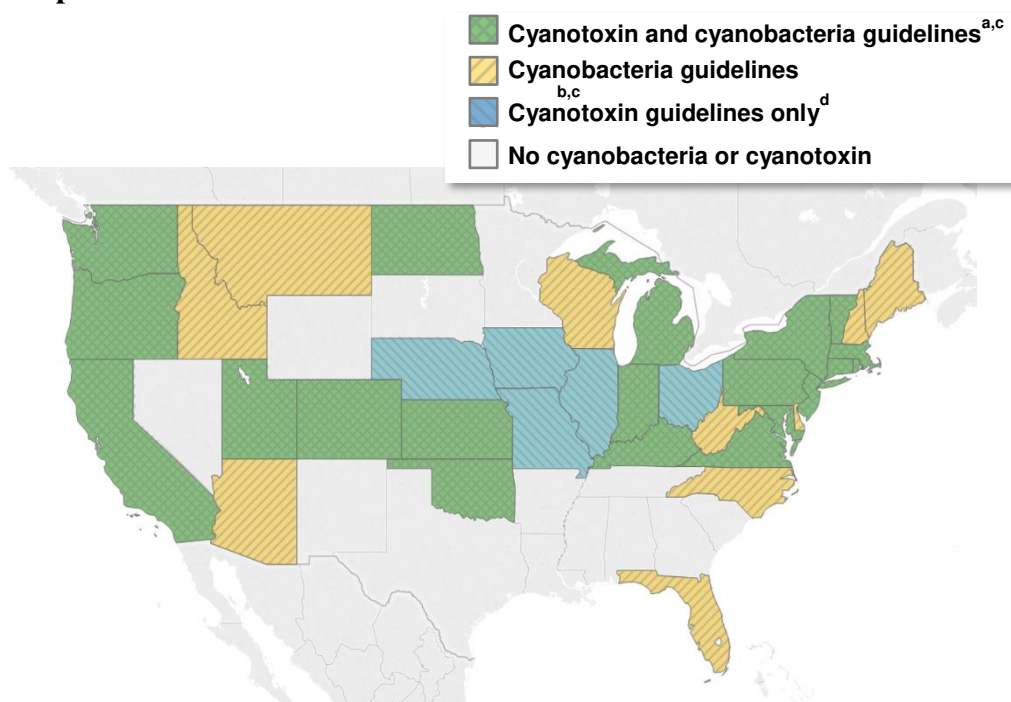 Cyanotoxin and cyanobacteria guidelines^a,c
Cyanobacteria guidelines
b,c
Cyanotoxin guidelines only^d
No cyanobacteria or cyanotoxin